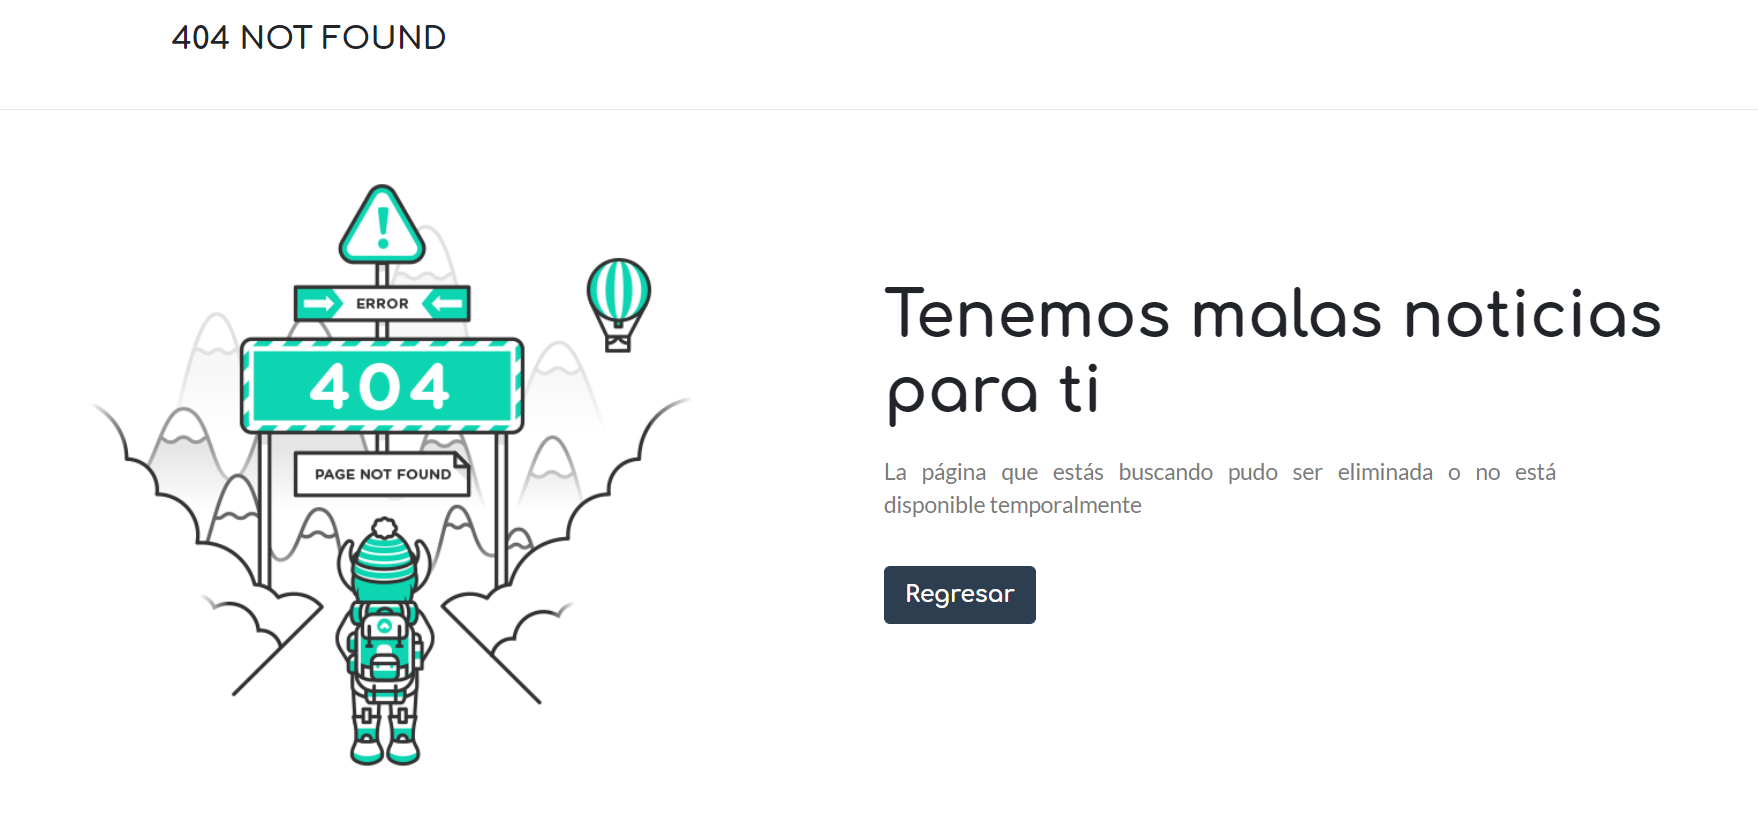 404 NOT FOUND
!
ERROR
404
PAGE NOT FOUND
Tenemos malas noticias
para ti
La página que estás buscando pudo ser eliminada o no está
disponible temporalmente
Regresar